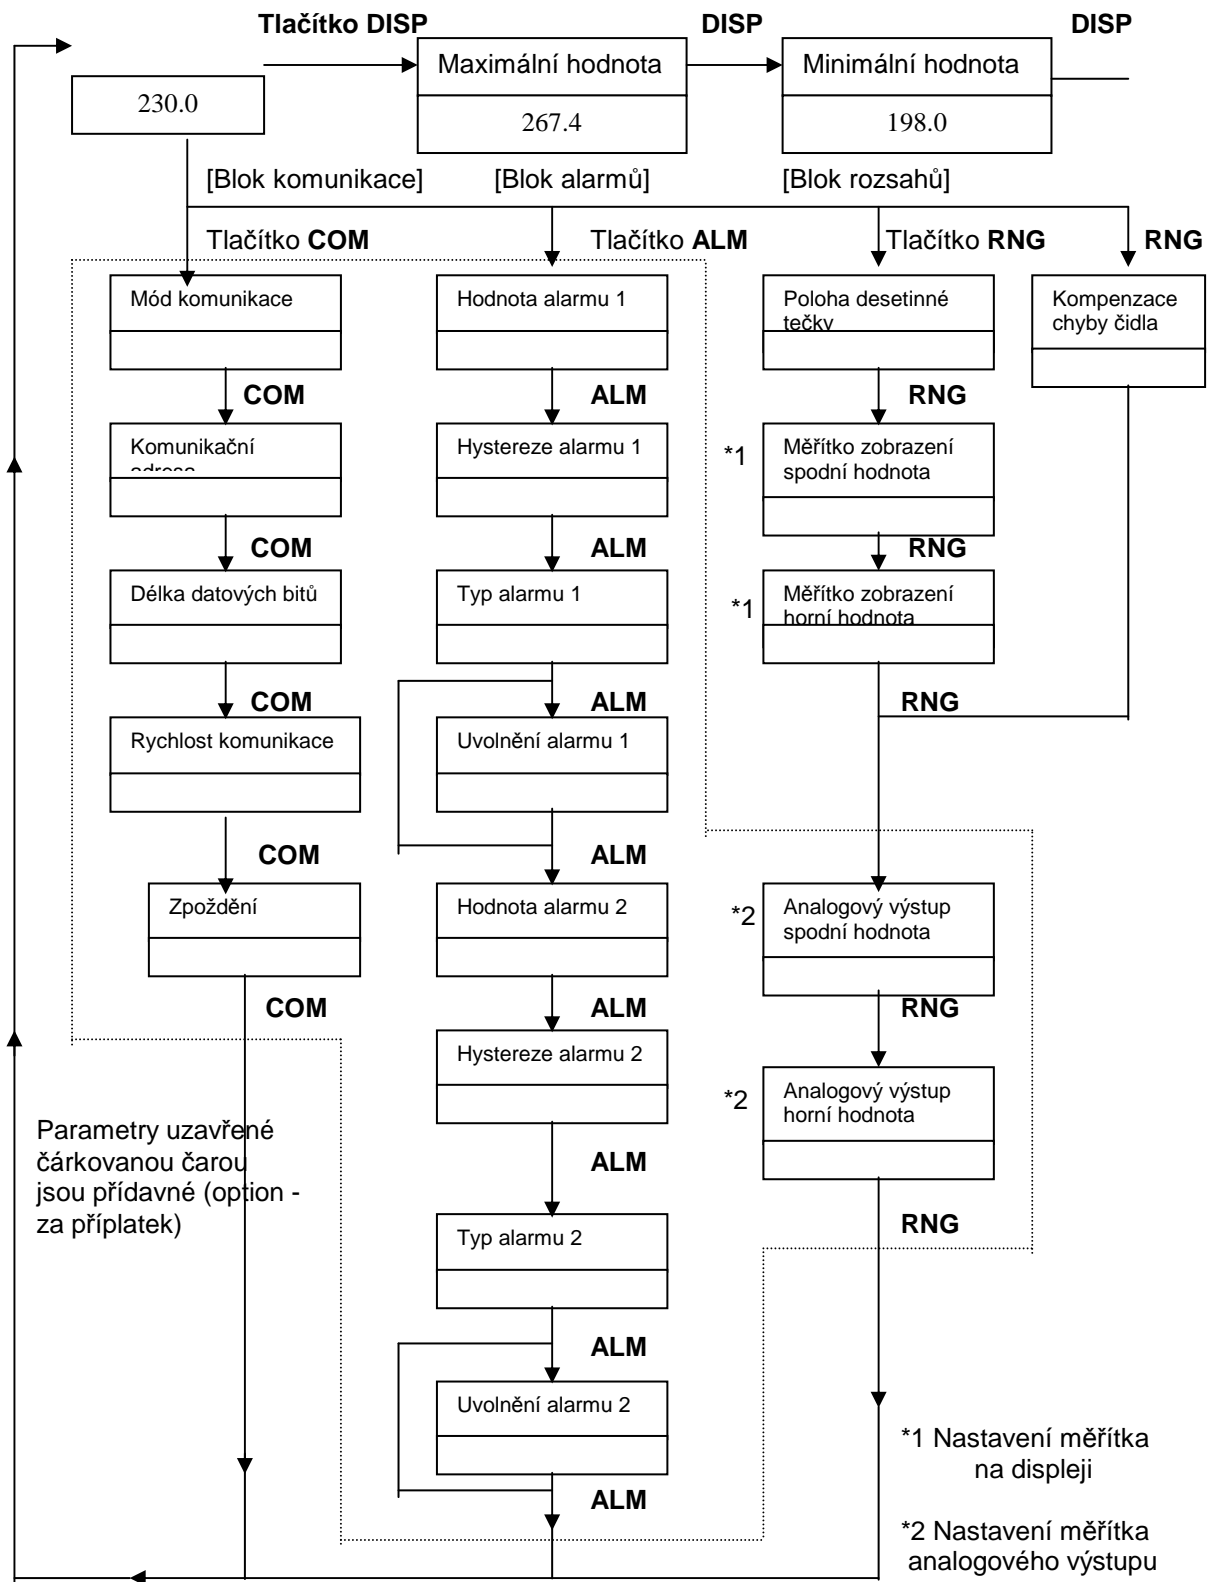 Tlačítko DISP DISP DISP
Maximální hodnota Minimální hodnota
230.0 267.4 198.0
[Blok komunikace] [Blok alarmů] [Blok rozsahů]
Tlačítko COM Tlačítko ALM Tlačítko RNG RNG
Mód komunikace Hodnota alarmu 1 Poloha desetinné Kompenzace
tečky chyby čidla
COM ALM RNG
Komunikační Hystereze alarmu 1 *1 Měřítko zobrazení
adresa spodní hodnota
COM ALM RNG
Délka datových bitů Typ alarmu 1 *1 Měřítko zobrazení
horní hodnota
COM ALM RNG
Rychlost komunikace Uvolnění alarmu 1
COM ALM
Zpoždění Hodnota alarmu 2 *2 Analogový výstup
spodní hodnota
COM ALM RNG
Hystereze alarmu 2 *2 Analogový výstup
horní hodnota
Parametry uzavřené
čárkovanou čarou
jsou přídavné (option -
za příplatek)
ALM RNG
Typ alarmu 2
ALM
Uvolnění alarmu 2
ALM
*1 Nastavení měřítka
na displeji
*2 Nastavení měřítka
analogového výstupu